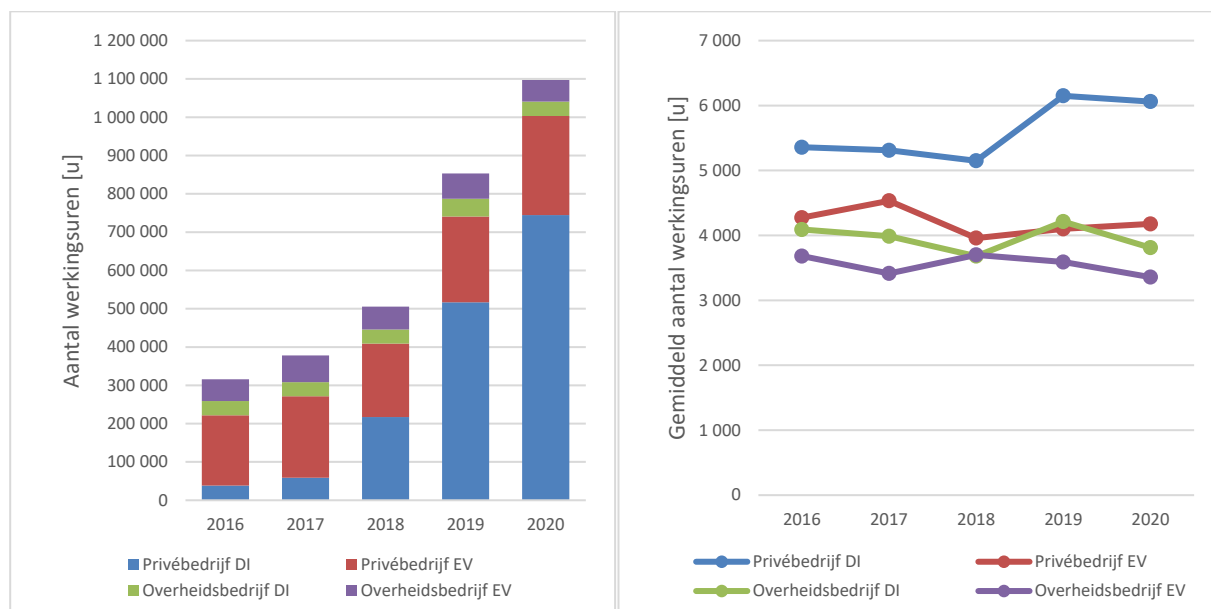 Aantal werkingsuren [u]
1 200 000
1 100 000
1 000 000
900 000
800 000
700 000
600 000
500 000
400 000
300 000
200 000
100 000
0
2016 2017 2018 2019 2020
Privébedrijf DI Privébedrijf EV
Overheidsbedrijf DI Overheidsbedrijf EV
Gemiddeld aantal werkingsuren [u]
7 000
6 000
5 000
4 000
3 000
2 000
1 000
0
2016 2017 2018 2019 2020
Privébedrijf DI Privébedrijf EV
Overheidsbedrijf DI Overheidsbedrijf EV